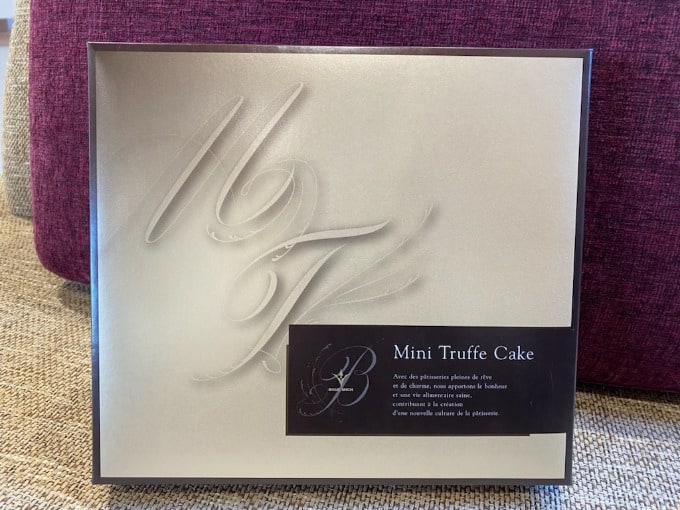 MT
Mini Truffe Cake
Avec des pâtisseries pleines de rêve
et de charme, nous apportons le bonheur
et une vie alimentaire saine,
contribuant à la création
d'une nouvelle culture de la pâtisserie.
B